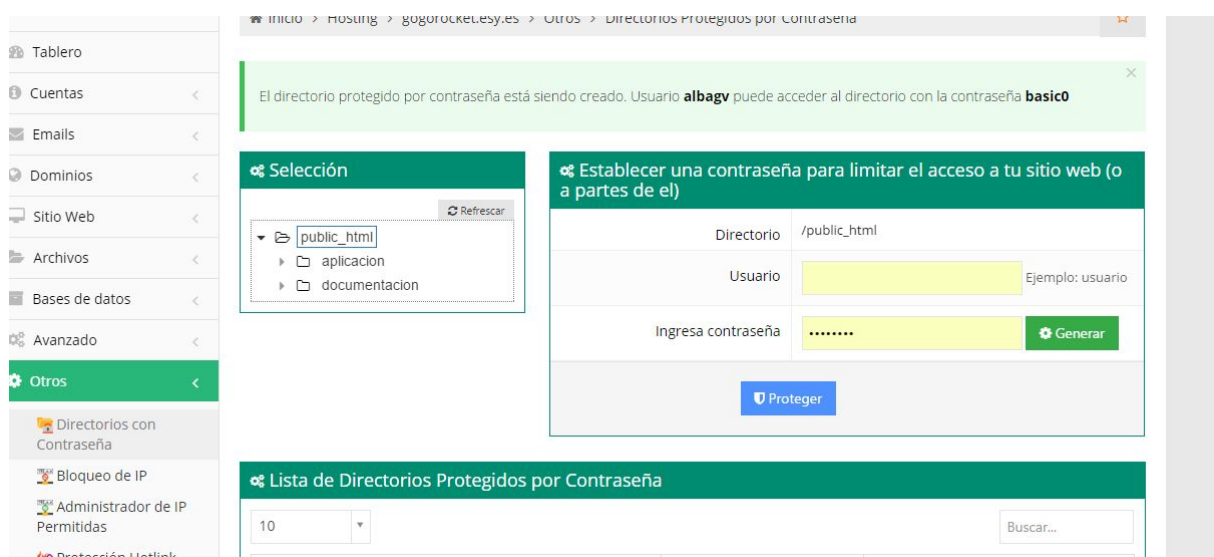 Inicio > Hosting > gogorocket.esy.es > Otros > Directorios Protegidos por Contraseña
Tablero
Cuentas
Emails
Dominios
Sitio Web
Archivos
Bases de datos
Avanzado
Otros
Directorios con
Contraseña
Bloqueo de IP
Administrador de IP
Permitidas
Protección Hotlink
El directorio protegido por contraseña está siendo creado. Usuario albagv puede acceder al directorio con la contraseña basic0
Selección
Refrescar
public_html
aplicacion
documentacion
Establecer una contraseña para limitar el acceso a tu sitio web (o
a partes de el)
Directorio /public_html
Usuario Ejemplo: usuario
Ingresa contraseña ........ Generar
Proteger
Lista de Directorios Protegidos por Contraseña
10 Buscar...